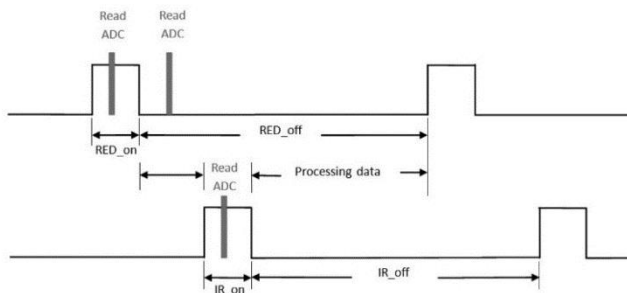 Read
ADC
Read
ADC
RED_on
RED_off
Read
ADC
Processing data
IR_on
IR_off